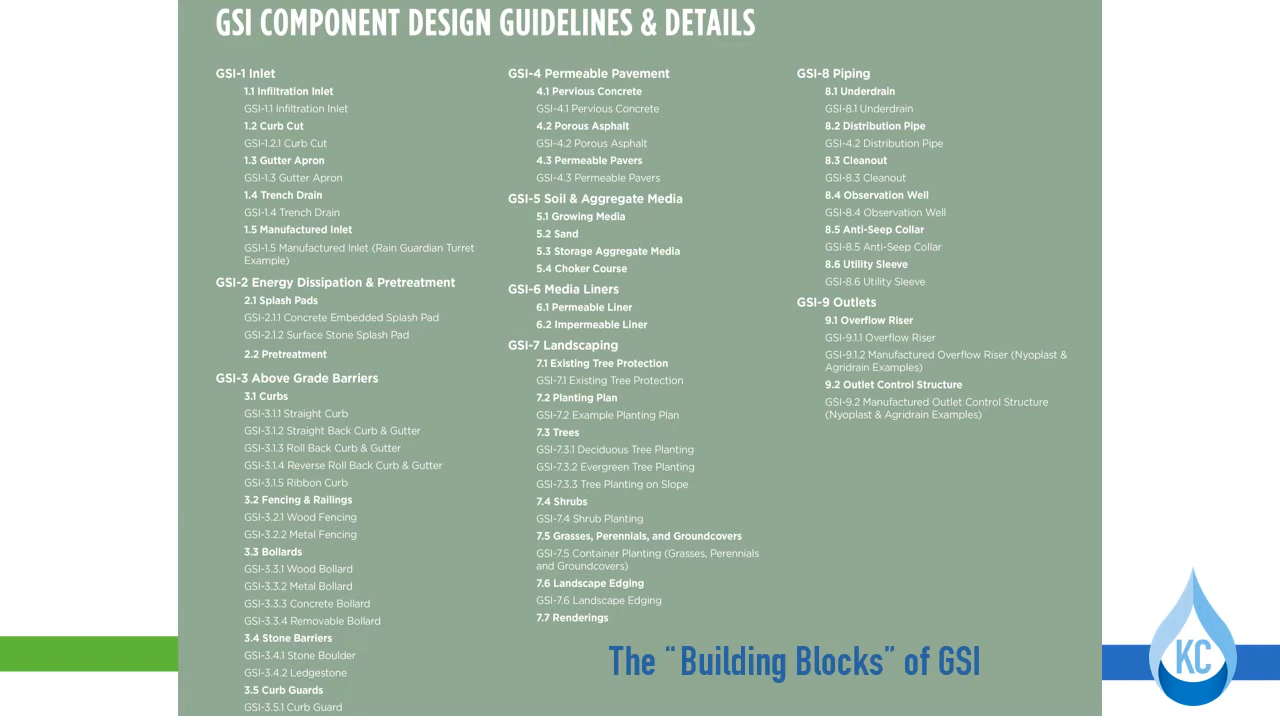 GSI COMPONENT DESIGN GUIDELINES & DETAILS
GSI-1 Inlet
1.1 Infiltration Inlet
GSI-1.1 Infiltration Inlet
1.2 Curb Cut
GSI-1.2.1 Curb Cut
1.3 Gutter Apron
GSI-1.3 Gutter Apron
1.4 Trench Drain
GSI-1.4 Trench Drain
1.5 Manufactured Inlet
GSI-1.5 Manufactured Inlet (Rain Guardian Turret
Example)
GSI-2 Energy Dissipation & Pretreatment
2.1 Splash Pads
GSI-2.1.1 Concrete Embedded Splash Pad
GSI-2.1.2 Surface Stone Splash Pad
2.2 Pretreatment
GSI-3 Above Grade Barriers
3.1 Curbs
GSI-3.1.1 Straight Curb
GSI-3.1.2 Straight Back Curb & Gutter
GSI-3.1.3 Roll Back Curb & Gutter
GSI-3.1.4 Reverse Roll Back Curb & Gutter
GSI-3.1.5 Ribbon Curb
3.2 Fencing & Railings
GSI-3.2.1 Wood Fencing
GSI-3.2.2 Metal Fencing
3.3 Bollards
GSI-3.3.1 Wood Bollard
GSI-3.3.2 Metal Bollard
GSI-3.3.3 Concrete Bollard
GSI-3.3.4 Removable Bollard
3.4 Stone Barriers
GSI-3.4.1 Stone Boulder
GSI-3.4.2 Ledgestone
3.5 Curb Guards
GSI-3.5.1 Curb Guard
GSI-4 Permeable Pavement
4.1 Pervious Concrete
GSI-4.1 Pervious Concrete
4.2 Porous Asphalt
GSI-4.2 Porous Asphalt
4.3 Permeable Pavers
GSI-4.3 Permeable Pavers
GSI-5 Soil & Aggregate Media
5.1 Growing Media
5.2 Sand
5.3 Storage Aggregate Media
5.4 Choker Course
GSI-6 Media Liners
6.1 Permeable Liner
6.2 Impermeable Liner
GSI-7 Landscaping
7.1 Existing Tree Protection
GSI-7.1 Existing Tree Protection
7.2 Planting Plan
GSI-7.2 Example Planting Plan
7.3 Trees
GSI-7.3.1 Deciduous Tree Planting
GSI-7.3.2 Evergreen Tree Planting
GSI-7.3.3 Tree Planting on Slope
7.4 Shrubs
GSI-7.4 Shrub Planting
7.5 Grasses, Perennials, and Groundcovers
GSI-7.5 Container Planting (Grasses, Perennials
and Groundcovers)
7.6 Landscape Edging
GSI-7.6 Landscape Edging
7.7 Renderings
GSI-8 Piping
8.1 Underdrain
GSI-8.1 Underdrain
8.2 Distribution Pipe
GSI-4.2 Distribution Pipe
8.3 Cleanout
GSI-8.3 Cleanout
8.4 Observation Well
GSI-8.4 Observation Well
8.5 Anti-Seep Collar
GSI-8.5 Anti-Seep Collar
8.6 Utility Sleeve
GSI-8.6 Utility Sleeve
GSI-9 Outlets
9.1 Overflow Riser
GSI-9.1.1 Overflow Riser
GSI-9.1.2 Manufactured Overflow Riser (Nyoplast &
Agridrain Examples)
9.2 Outlet Control Structure
GSI-9.2 Manufactured Outlet Control Structure
(Nyoplast & Agridrain Examples)
The “Building Blocks” of GSI
KC